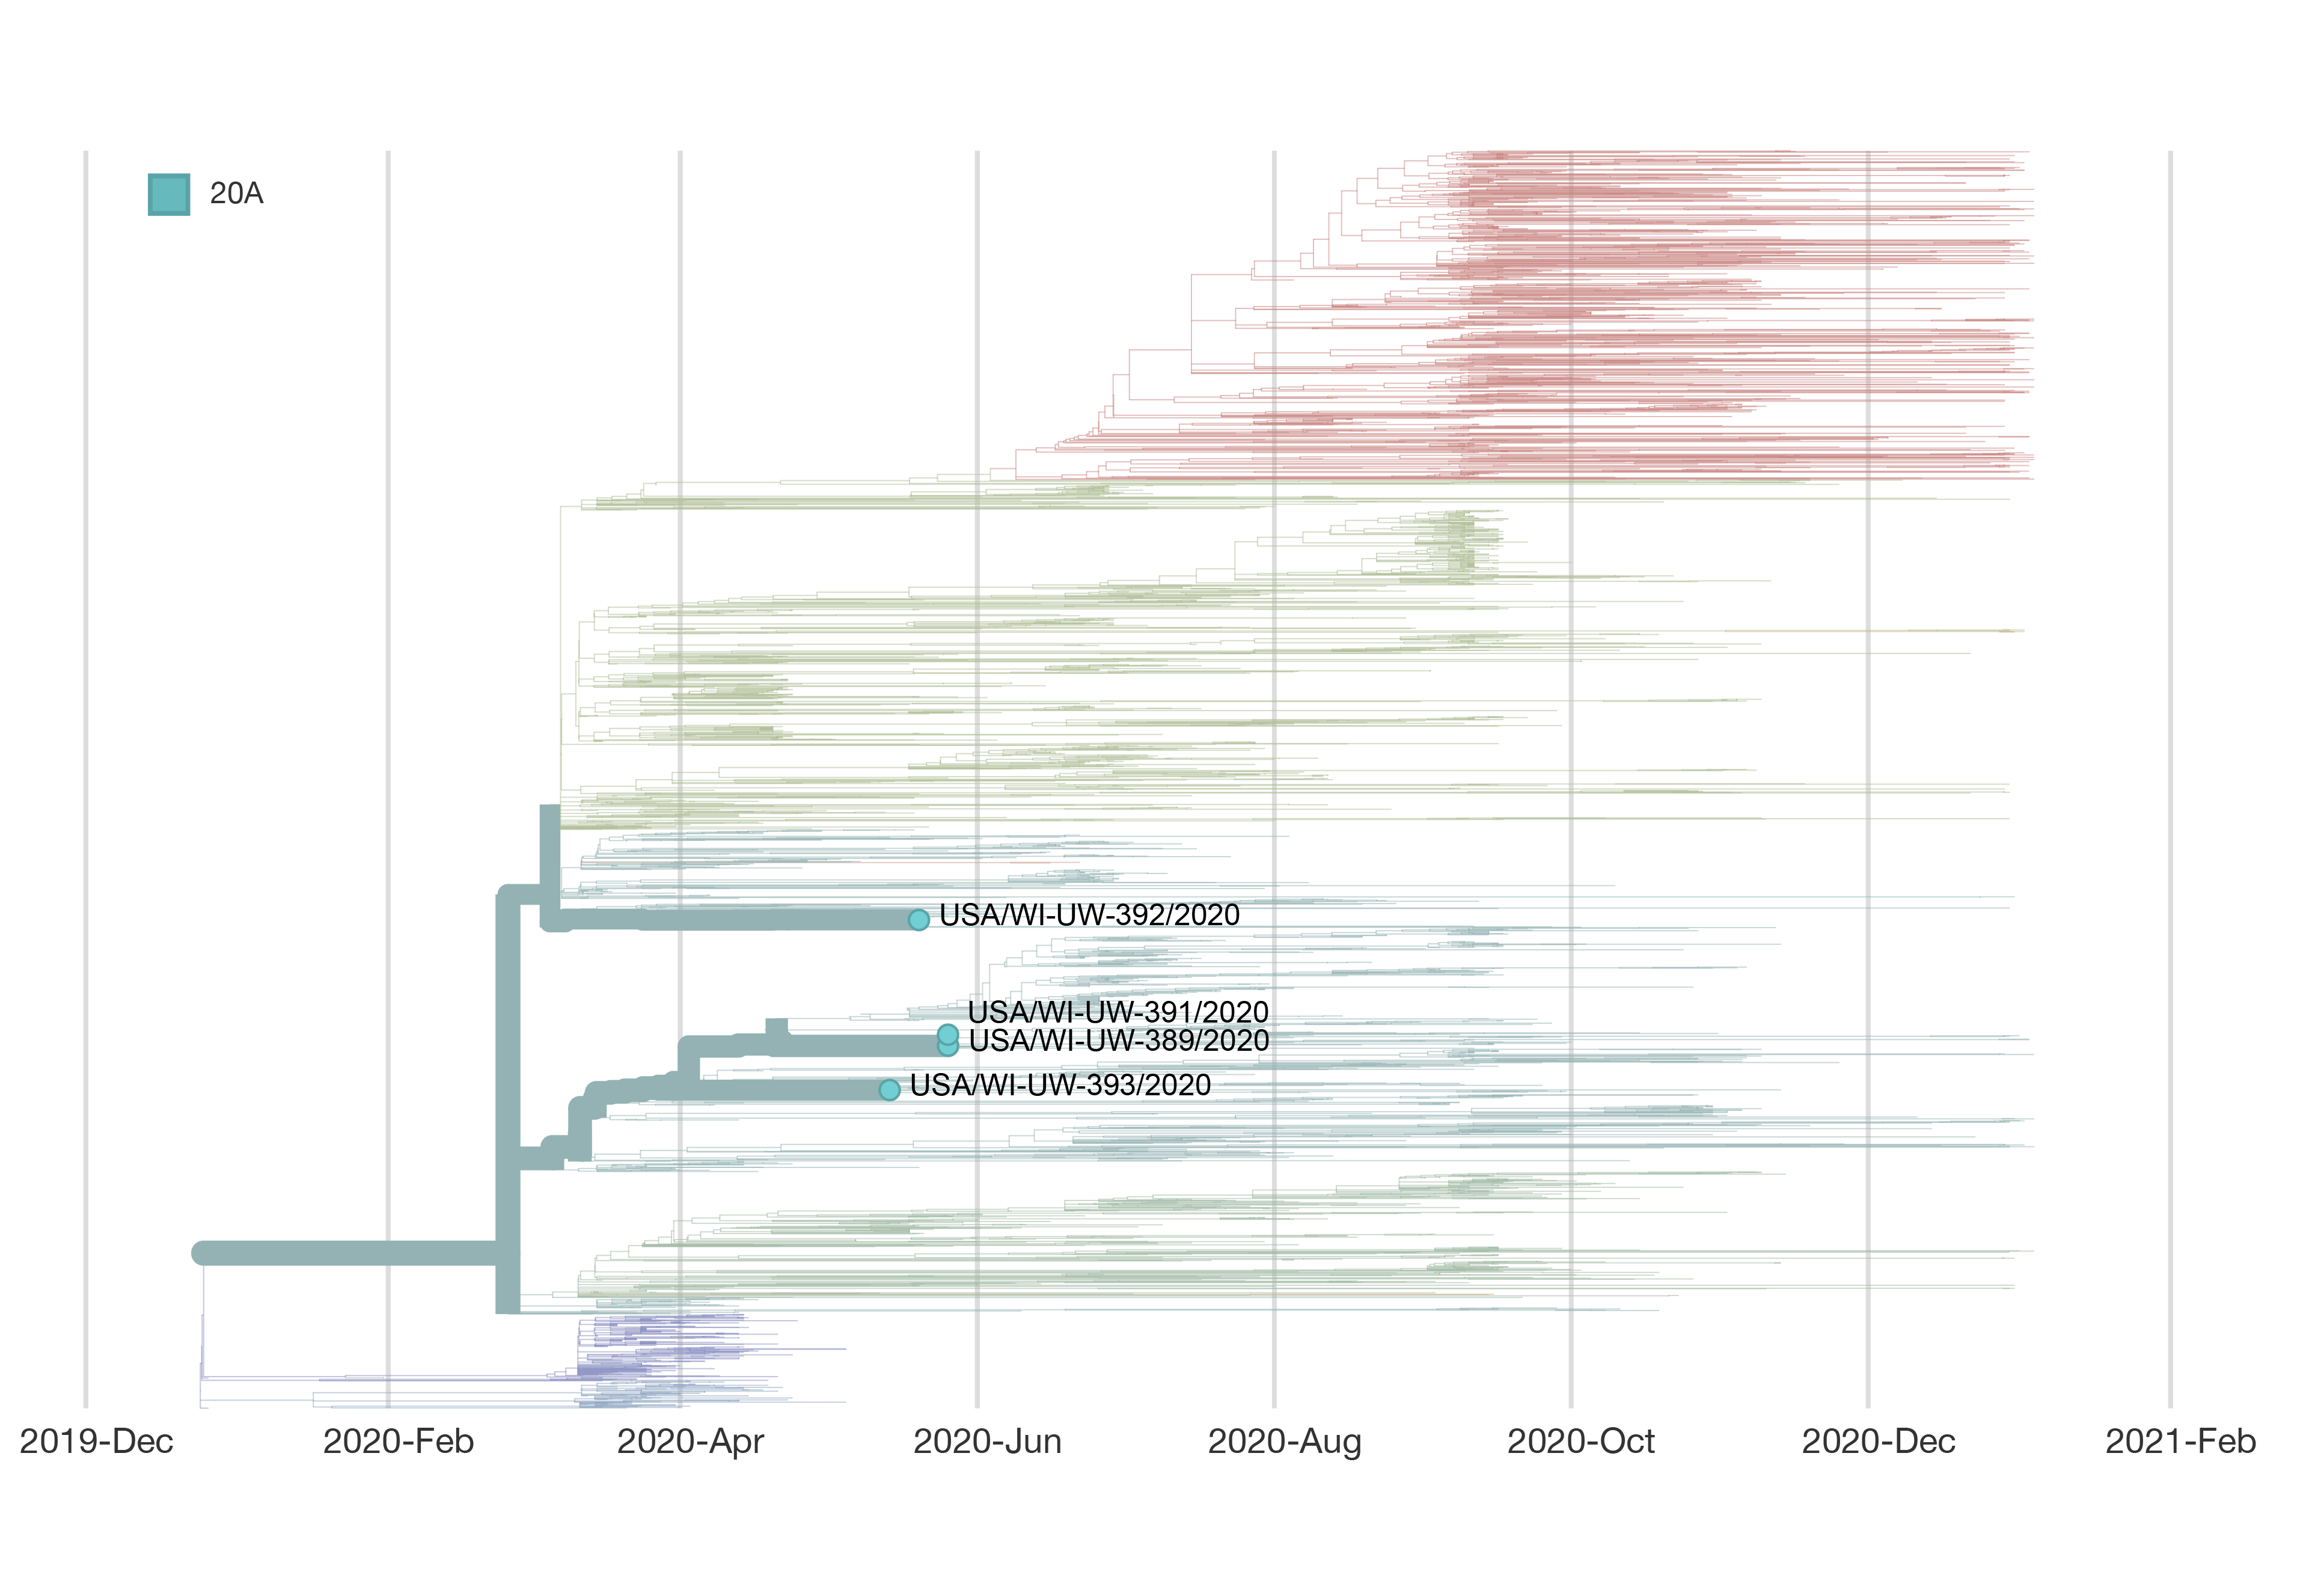 20A
USA/WI-UW-392/2020
USA/WI-UW-391/2020
USA/WI-UW-389/2020
USA/WI-UW-393/2020
2019-Dec 2020-Feb 2020-Apr 2020-Jun 2020-Aug 2020-Oct 2020-Dec 2021-Feb